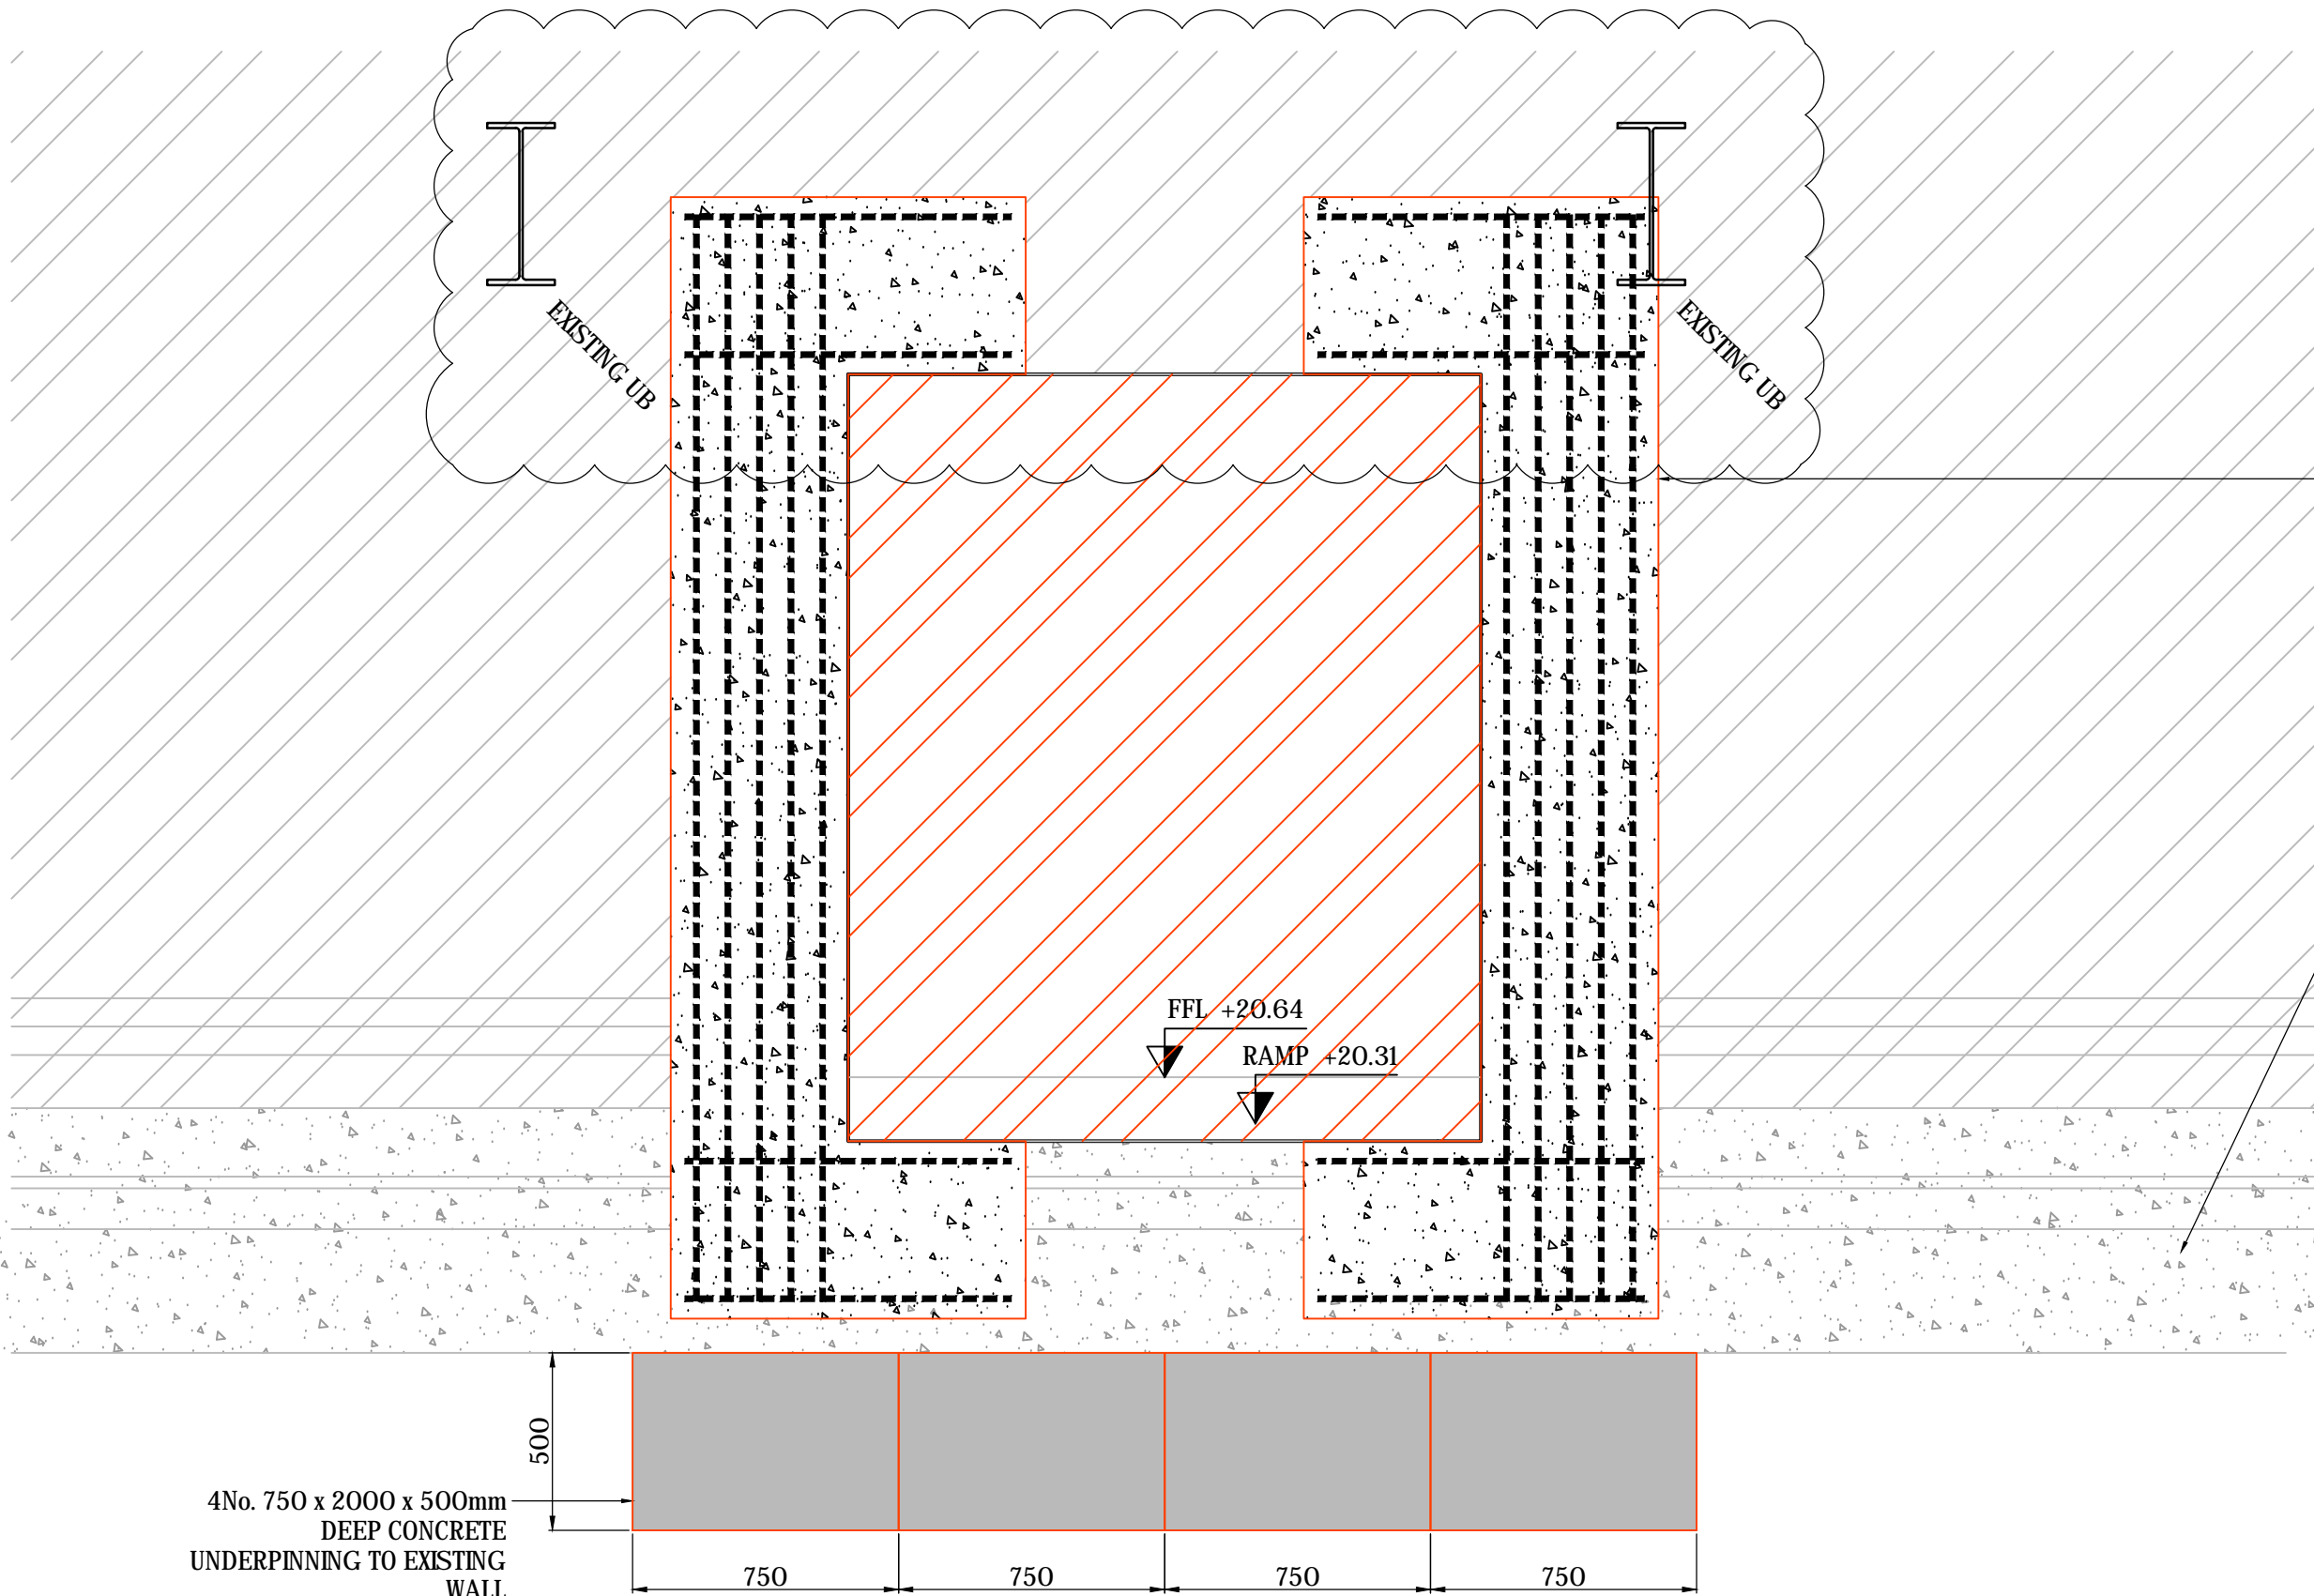 EXISTING UB
EXISTING UB
FFL +20.64
RAMP +20.31
500
4No. 750 x 2000 x 500mm
DEEP CONCRETE
UNDERPINNING TO EXISTING
WALL
750
750
750
750